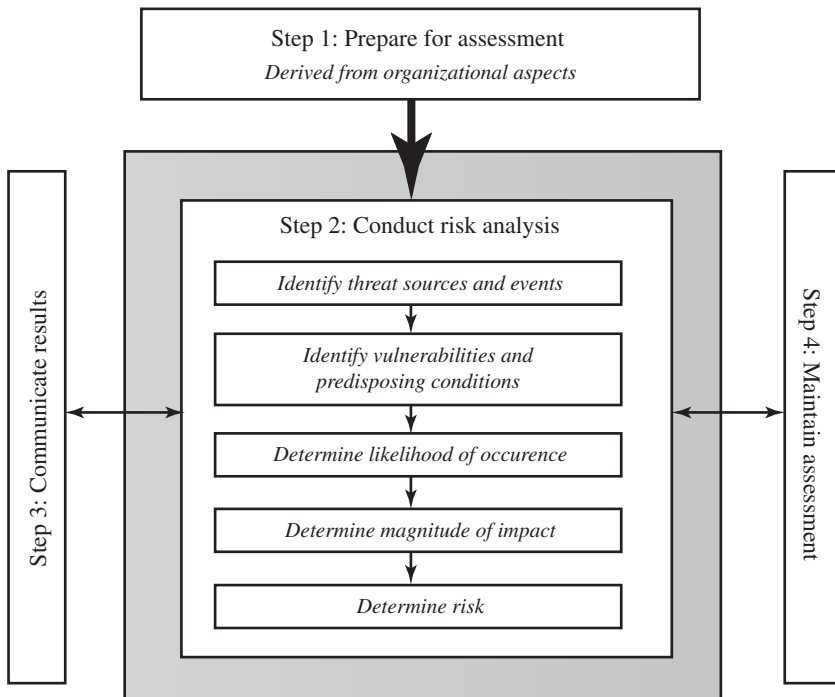 Step 1: Prepare for assessment
Derived from organizational aspects
Step 2: Conduct risk analysis
Identify threat sources and events
Identify vulnerabilities and
predisposing conditions
Determine likelihood of occurence
Determine magnitude of impact
Determine risk
Step 3: Communicate results
Step 4: Maintain assessment